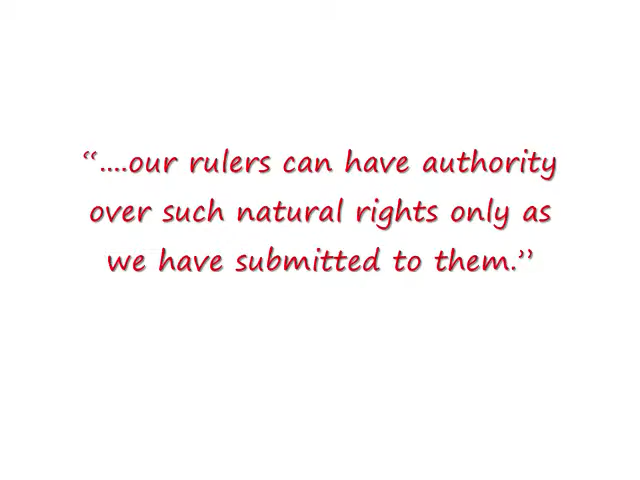 “....our rulers can have authority
over such natural rights only as
we have submitted to them.”